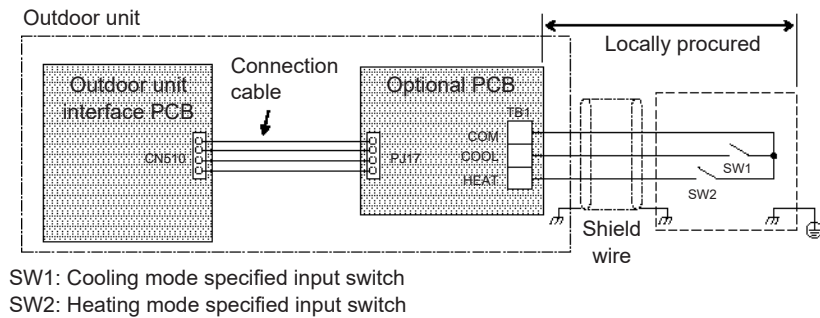 Outdoor unit
Locally procured
Outdoor unit
interface PCB
Connection
cable
Optional PCB
TB1
COM
CN510
PJ17
COOL
SW1
HEAT
SW2
Shield
wire
SW1: Cooling mode specified input switch
SW2: Heating mode specified input switch